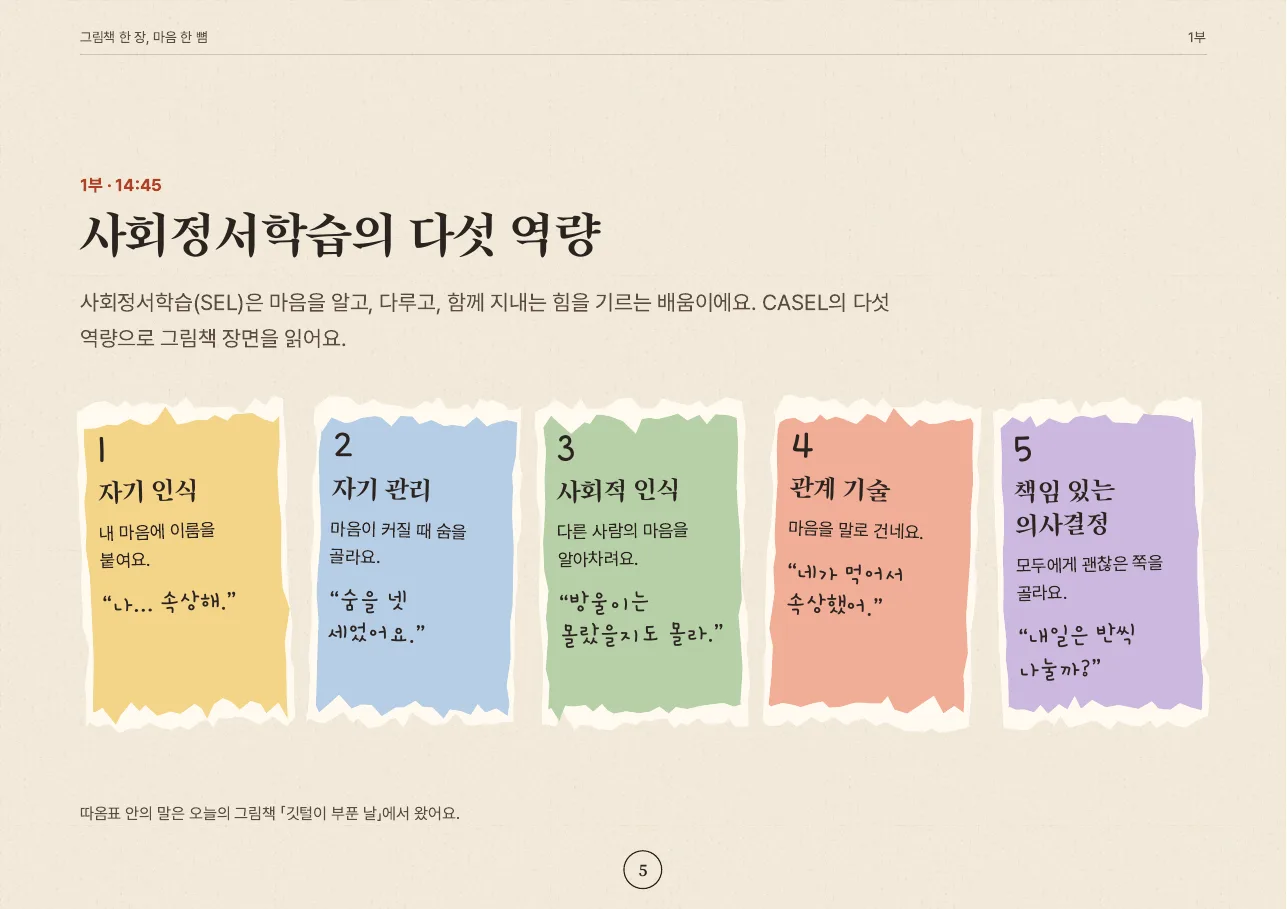 그림책 한 장, 마음 한 뼘
1부
1부 · 14:45
사회정서학습의 다섯 역량
사회정서학습(SEL)은 마음을 알고, 다루고, 함께 지내는 힘을 기르는 배움이에요. CASEL의 다섯
역량으로 그림책 장면을 읽어요.
1
자기 인식
내 마음에 이름을
붙여요.
“나... 속상해.”
2
자기 관리
마음이 커질 때 숨을
골라요.
“숨을 넷
세었어요.”
3
사회적 인식
다른 사람의 마음을
알아차려요.
“방울이는
몰랐을지도 몰라.”
4
관계 기술
마음을 말로 건네요.
“네가 먹어서
속상했어.”
5
책임 있는
의사결정
모두에게 괜찮은 쪽을
골라요.
“내일은 반씩
나눌까?”
따옴표 안의 말은 오늘의 그림책 「깃털이 부푼 날」에서 왔어요.
5